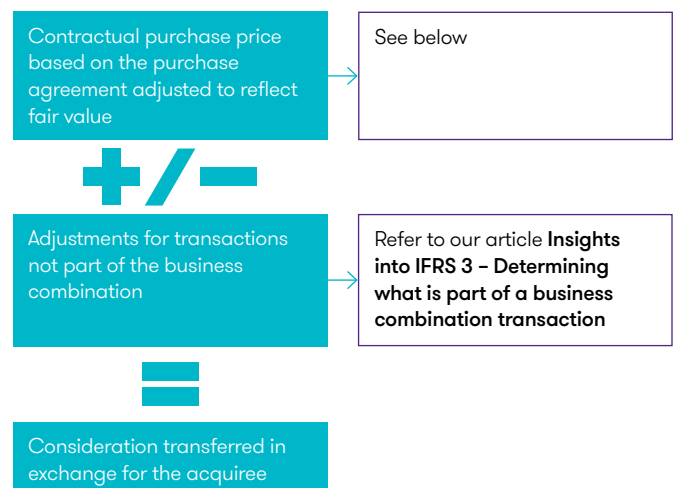 Contractual purchase price
based on the purchase
agreement adjusted to reflect
fair value
See below
+/–
Adjustments for transactions
not part of the business
combination
Refer to our article Insights
into IFRS 3 – Determining
what is part of a business
combination transaction
=
Consideration transferred in
exchange for the acquiree